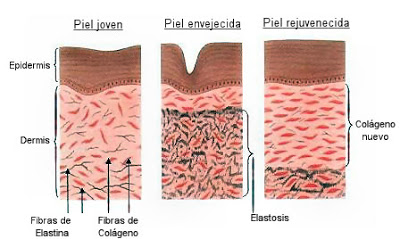 Piel joven
Piel envejecida
Piel rejuvenecida
Epidermis
Dermis
Colágeno
nuevo
Fibras de
Elastina
Fibras de
Colágeno
Elastosis